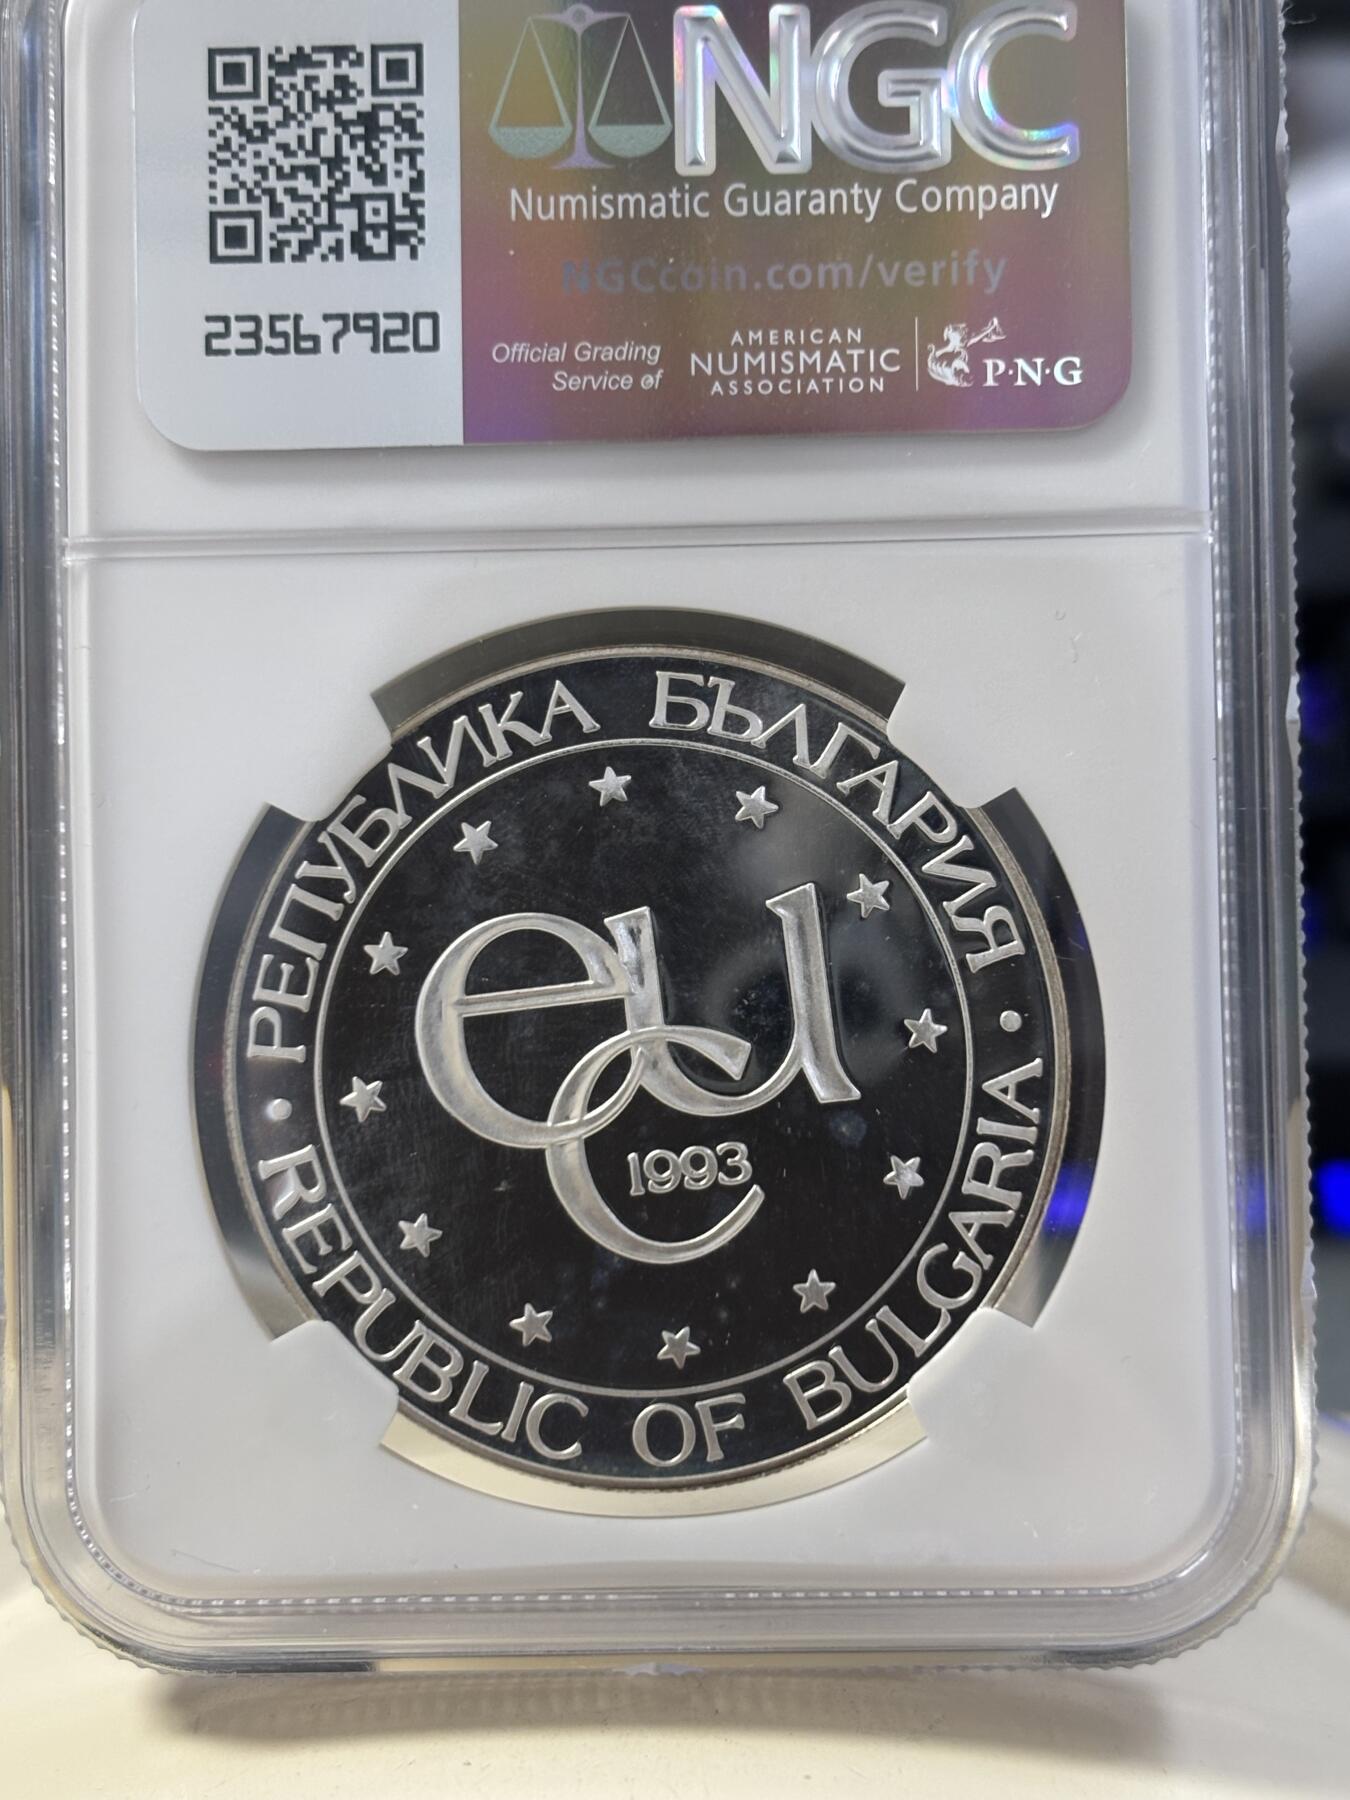 NGC
Numismatic Guaranty Company
NGCcoin.com/verify
23567920
Official Grading
Service of
AMERICAN
NUMISMATIC
ASSOCIATION
P·N·G
РЕПУБЛИКА БЪЛГАРИЯ
ecu
1993
• REPUBLIC OF BULGARIA •